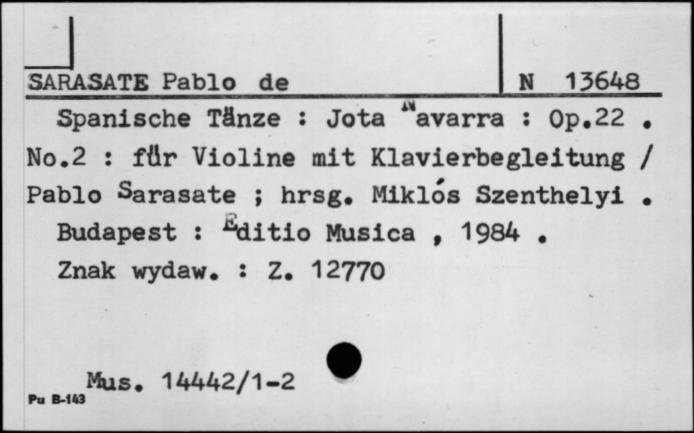 SARASATE Pablo de N 13648
Spanische Tänze : Jota Navarra : Op.22 .
No.2 : für Violine mit Klavierbegleitung /
Pablo Sarasate ; hrsg. Miklós Szenthelyi .
Budapest : Editio Musica , 1984 .
Znak wydaw. : Z. 12770
Mus. 14442/1-2
Pu B-143